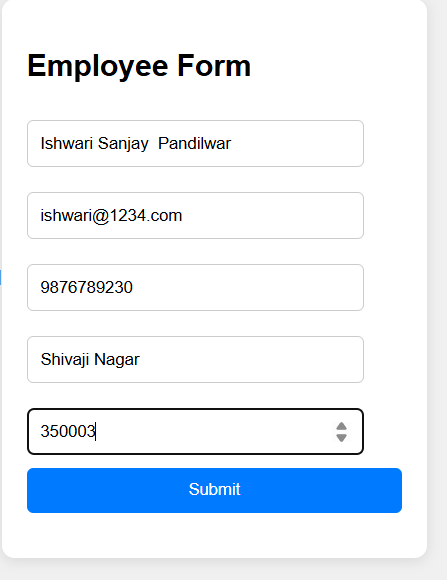 Employee Form
Ishwari Sanjay  Pandilwar
ishwari@1234.com
9876789230
Shivaji Nagar
350003
Submit